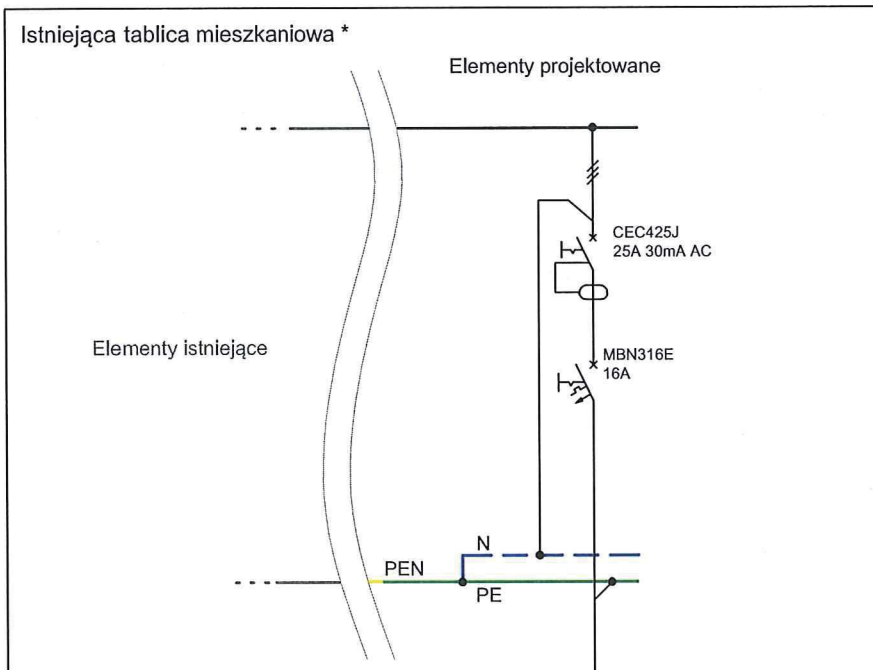 Istniejąca tablica mieszkaniowa *
Elementy projektowane
CEC425J
25A 30mA AC
Elementy istniejące
MBN316E
16A
N
PEN
PE